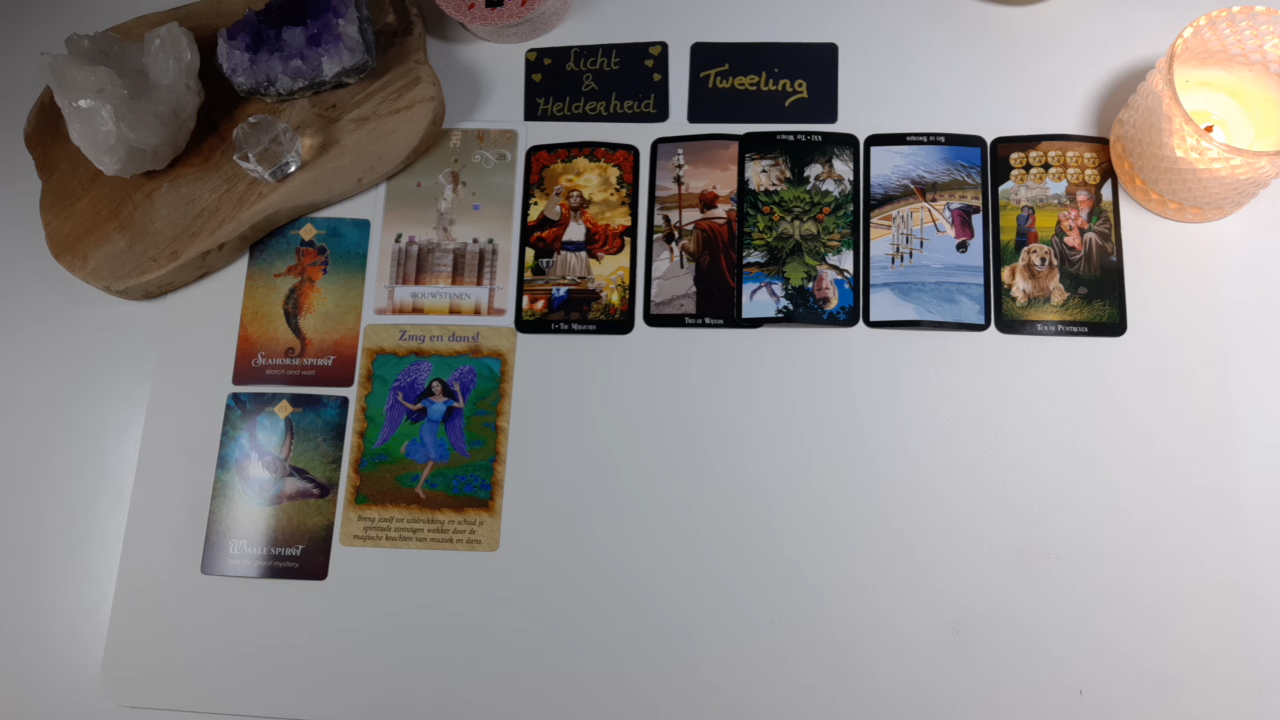 Licht
&
Helderheid
Tweeling
BOUWSTENEN
I • The Magician
Two of Wands
XXI • The World
Six of Swords
Ten of Pentacles
Seahorse Spirit
Watch and wait
Zing en dans!
Breng jezelf tot uitdrukking en schud je
spirituele zintuigen wakker door de
magische krachten van muziek en dans.
Whale Spirit
great mystery